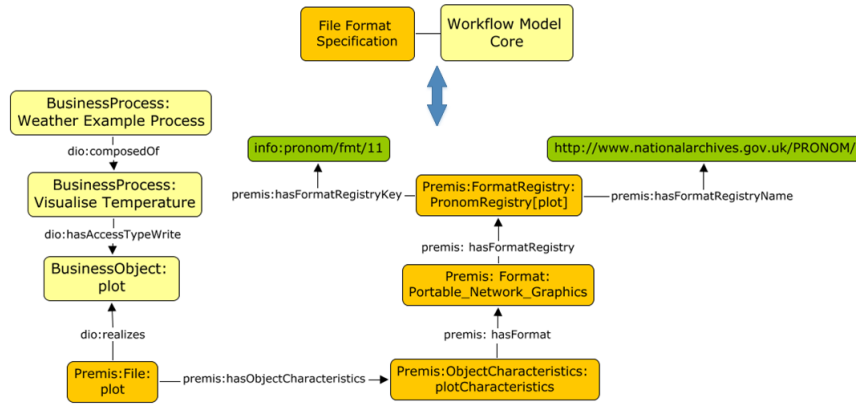 File Format
Specification
Workflow Model
Core
BusinessProcess:
Weather Example Process
dio:composedOf
info:pronom/fmt/11
http://www.nationalarchives.gov.uk/PRONOM/
BusinessProcess:
Visualise Temperature
premis:hasFormatRegistryKey
Premis:FormatRegistry:
PronomRegistry[plot]
premis:hasFormatRegistryName
dio:hasAccessTypeWrite
premis: hasFormatRegistry
BusinessObject:
plot
Premis: Format:
Portable_Network_Graphics
dio:realizes
premis: hasFormat
Premis:File:
plot
premis:hasObjectCharacteristics
Premis:ObjectCharacteristics:
plotCharacteristics